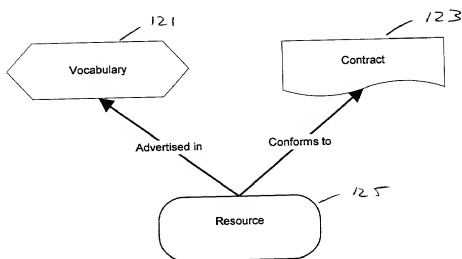 121
123
Vocabulary
Contract
Advertised in
Conforms to
125
Resource